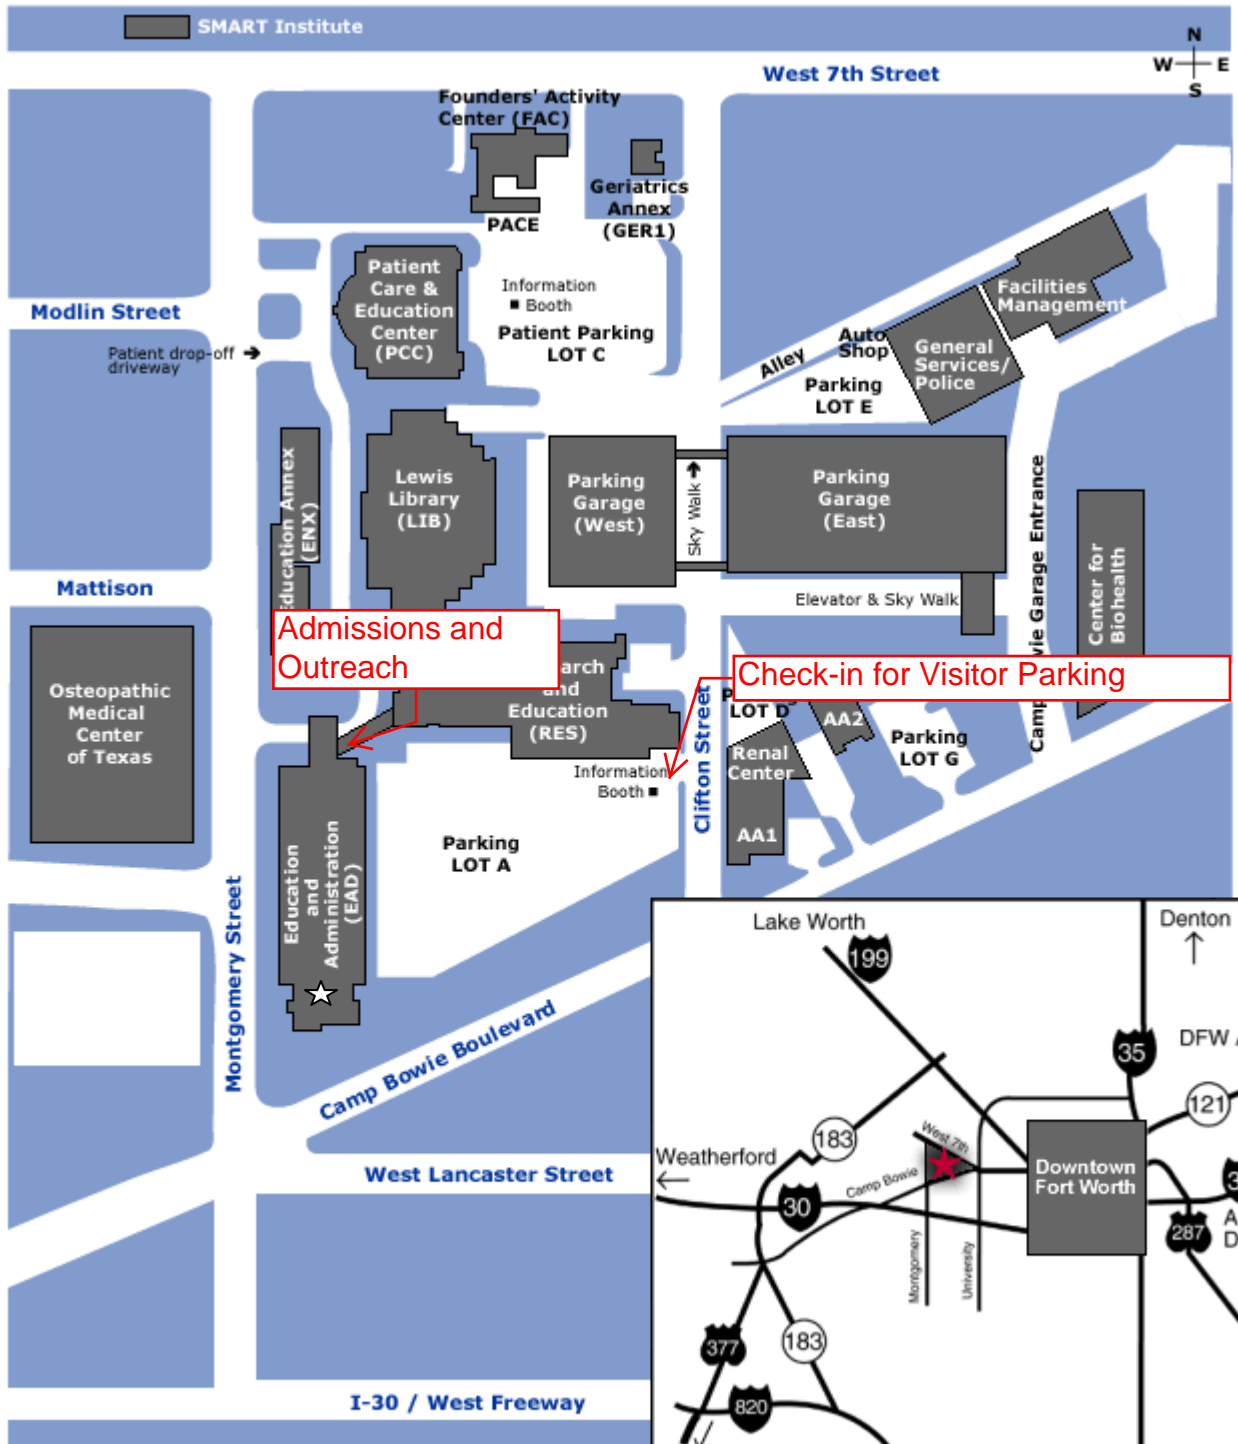 SMART Institute
N
W E
S
West 7th Street
Founders' Activity
Center (FAC)
Geriatrics
Annex
(GER1)
PACE
Patient
Care &
Education
Center
(PCC)
Information
Booth
Patient Parking
LOT C
Modlin Street
Patient drop-off
driveway
Facilities
Management
Auto
Shop
General
Services/
Police
Alley
Parking
LOT E
Education Annex
(ENX)
Lewis
Library
(LIB)
Parking
Garage
(West)
Sky Walk
Parking
Garage
(East)
Garage Entrance
Center for
Biohealth
Mattison
Elevator & Sky Walk
Admissions and
Outreach
Check-in for Visitor Parking
and
Education
(RES)
Osteopathic
Medical
Center
of Texas
LOT D
AA2
Parking
LOT G
Renal
Center
AA1
Clifton Street
Information
Booth
Parking
LOT A
Education
and
Administration
(EAD)
Montgomery Street
Camp Bowie Boulevard
West Lancaster Street
I-30 / West Freeway
Lake Worth
Denton
199
35
DFW
121
183
West 7th
Weatherford
Camp Bowie
Downtown
Fort Worth
30
287
Montgomery
University
377
183
820